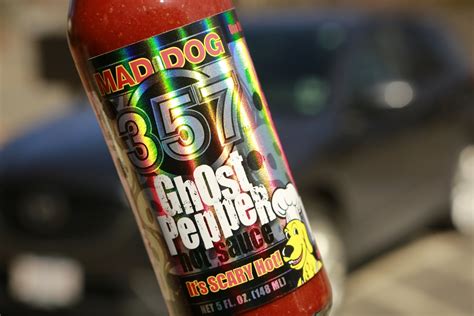 MAD DOG
357
Ghost
Pepper
hot sauce
It's SCARY Hot!
NET 5 FL. OZ. (148 ML)